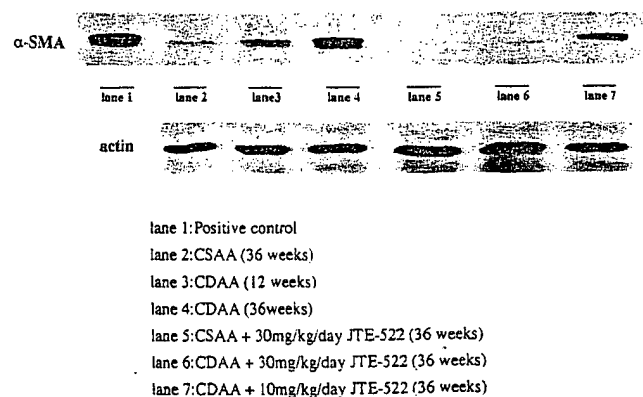 α-SMA
lane 1 lane 2 lane3 lane 4 lane 5 lane 6 lane 7
actin
lane 1:Positive control
lane 2:CSAA (36 weeks)
lane 3:CDAA (12 weeks)
lane 4:CDAA (36weeks)
lane 5:CSAA + 30mg/kg/day JTE-522 (36 weeks)
lane 6:CDAA + 30mg/kg/day JTE-522 (36 weeks)
lane 7:CDAA + 10mg/kg/day JTE-522 (36 weeks)